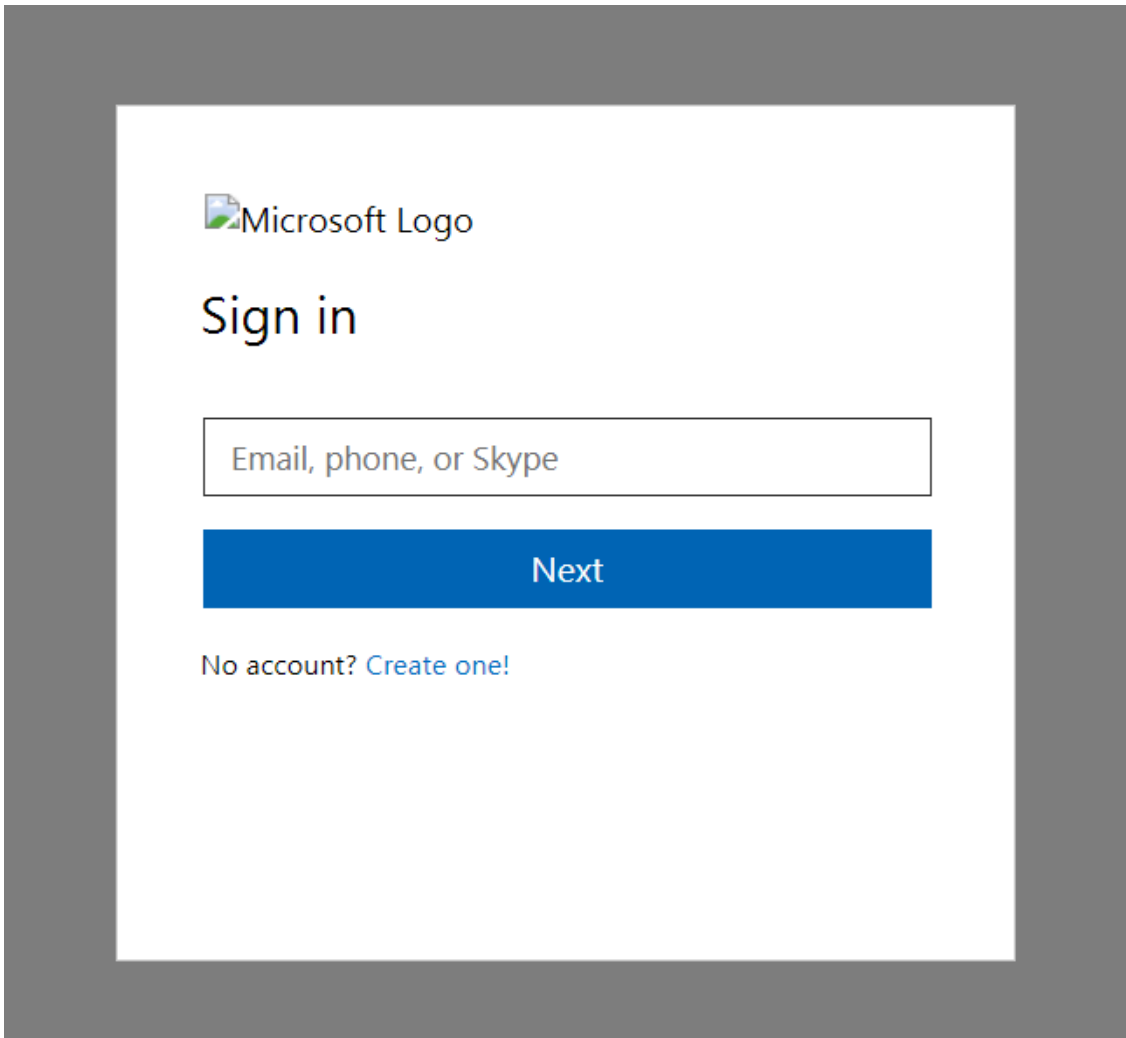 Microsoft Logo
Sign in
Email, phone, or Skype
Next
No account? Create one!